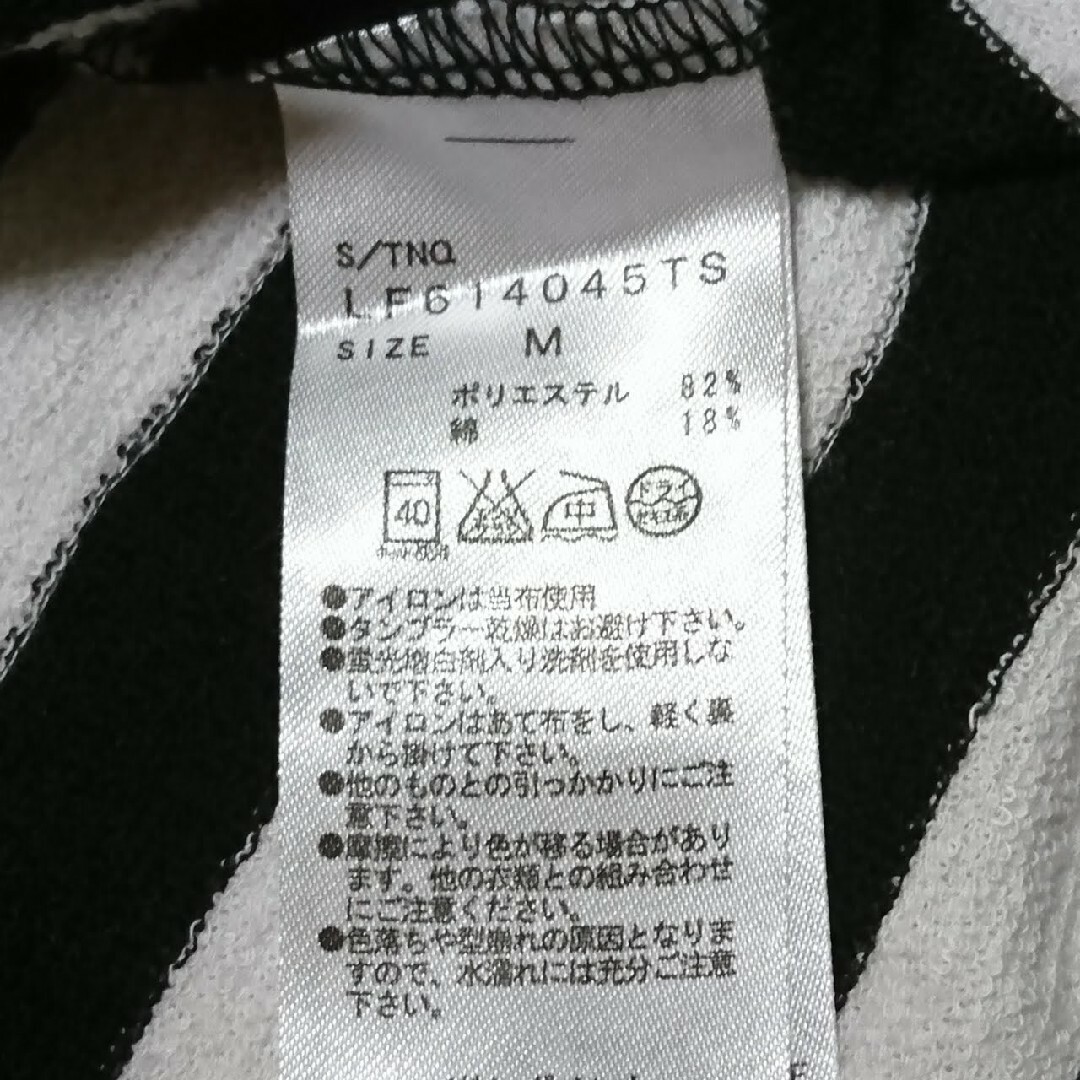 S/TNO
LF614045TS
SIZE M
ポリエステル 82%
綿 18%
40 中 ドライ
ネット使用
●アイロンは当布使用
●タンブラー乾燥はお避け下さい。
●蛍光増白剤入り洗剤を使用しな
いで下さい。
●アイロンはあて布をし、軽く裏
から掛けて下さい。
●他のものとの引っかかりにご注
意下さい。
●摩擦により色が移る場合があり
ます。他の衣類との組み合わせ
にご注意ください。
●色落ちや型崩れの原因となりま
すので、水濡れには充分ご注意
下さい。